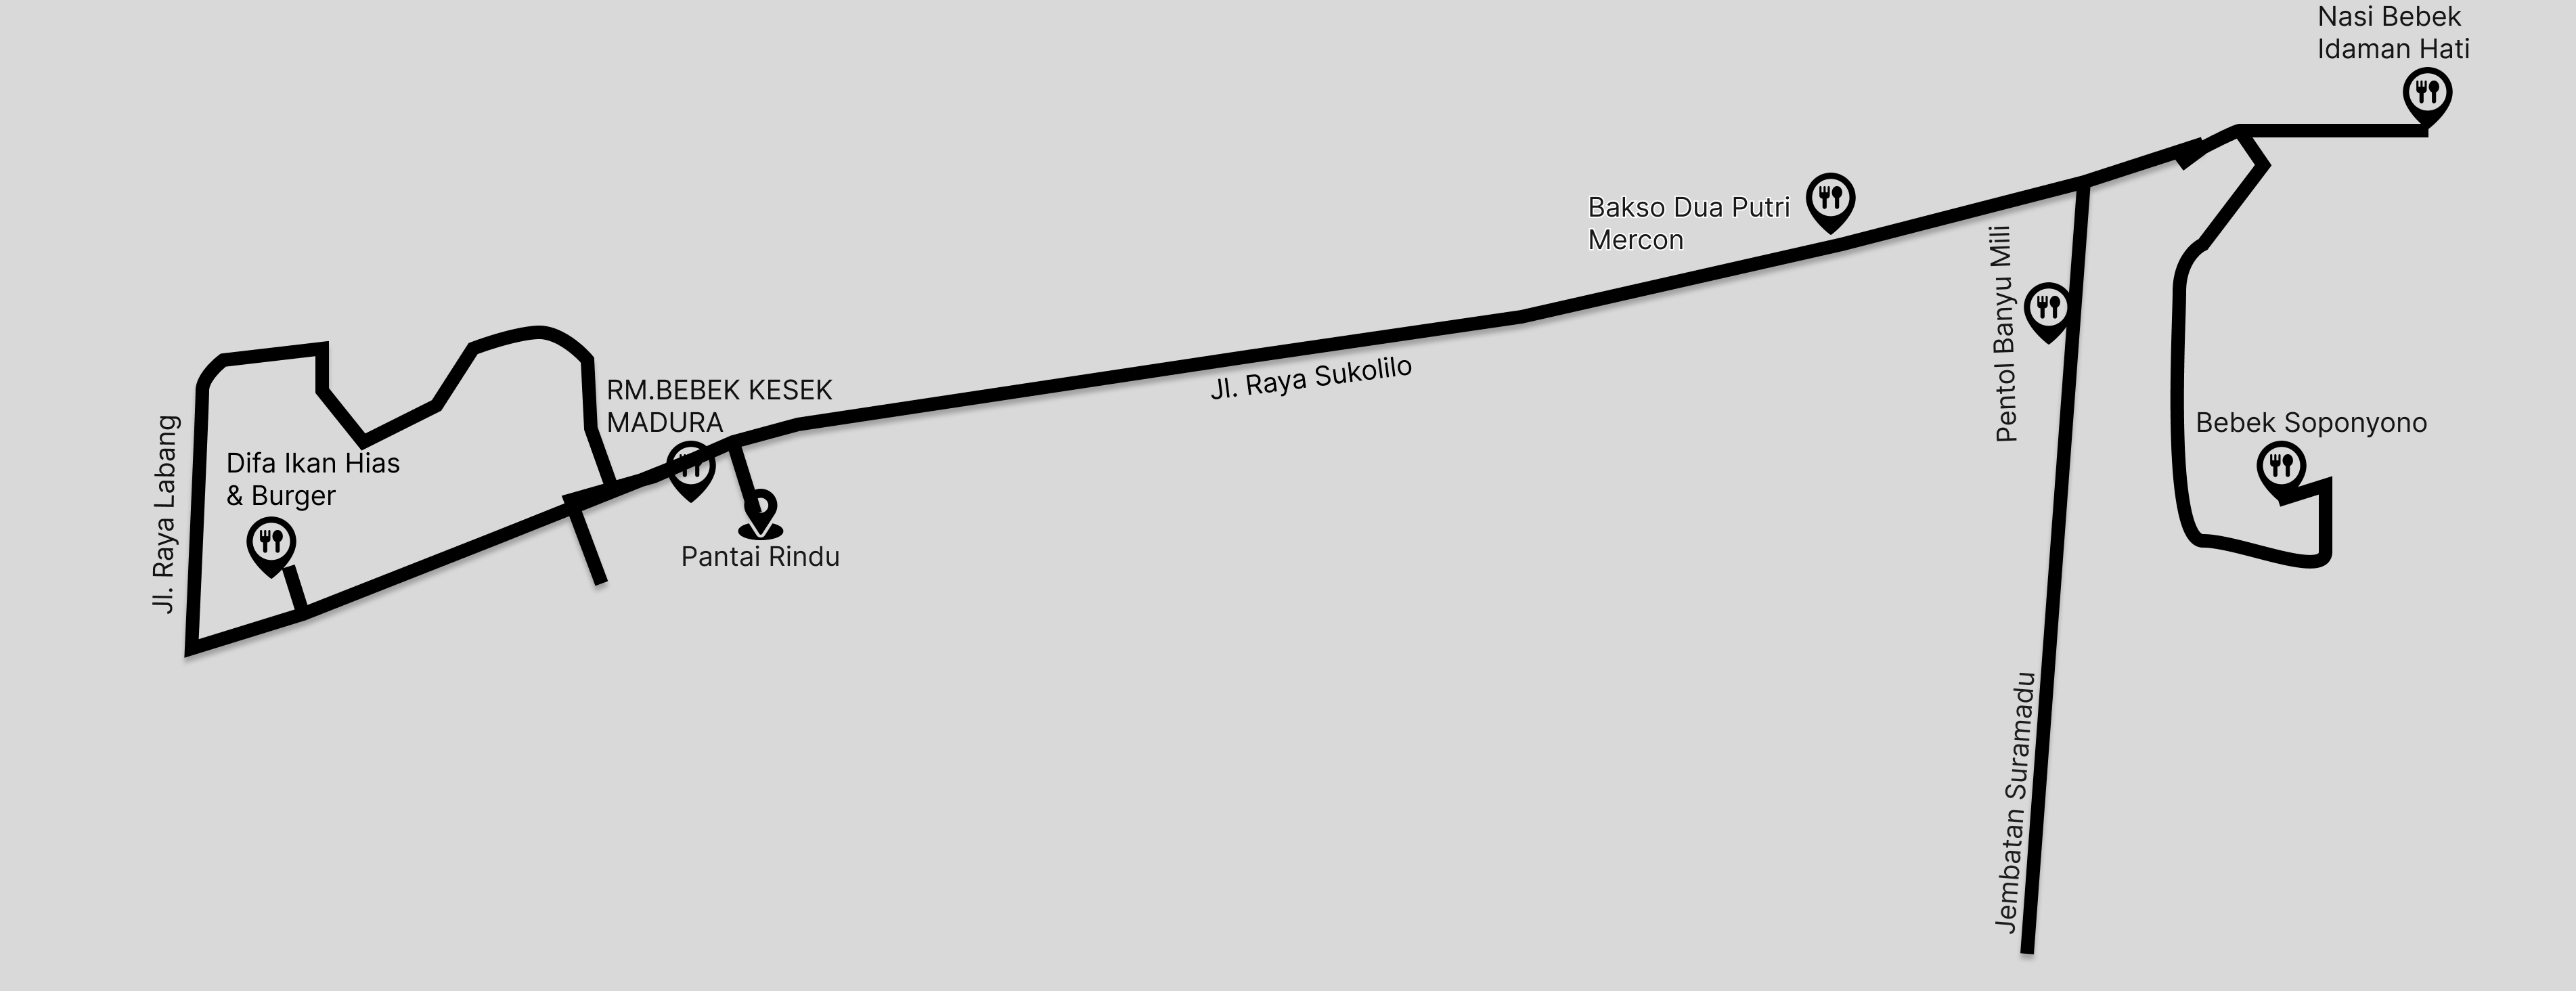 Nasi Bebek
Idaman Hati
Bakso Dua Putri
Mercon
Pentol Banyu Mili
Jl. Raya Sukolilo
RM.BEBEK KESEK
MADURA
Jl. Raya Labang
Difa Ikan Hias
& Burger
Bebek Soponyono
Pantai Rindu
Jembatan Suramadu